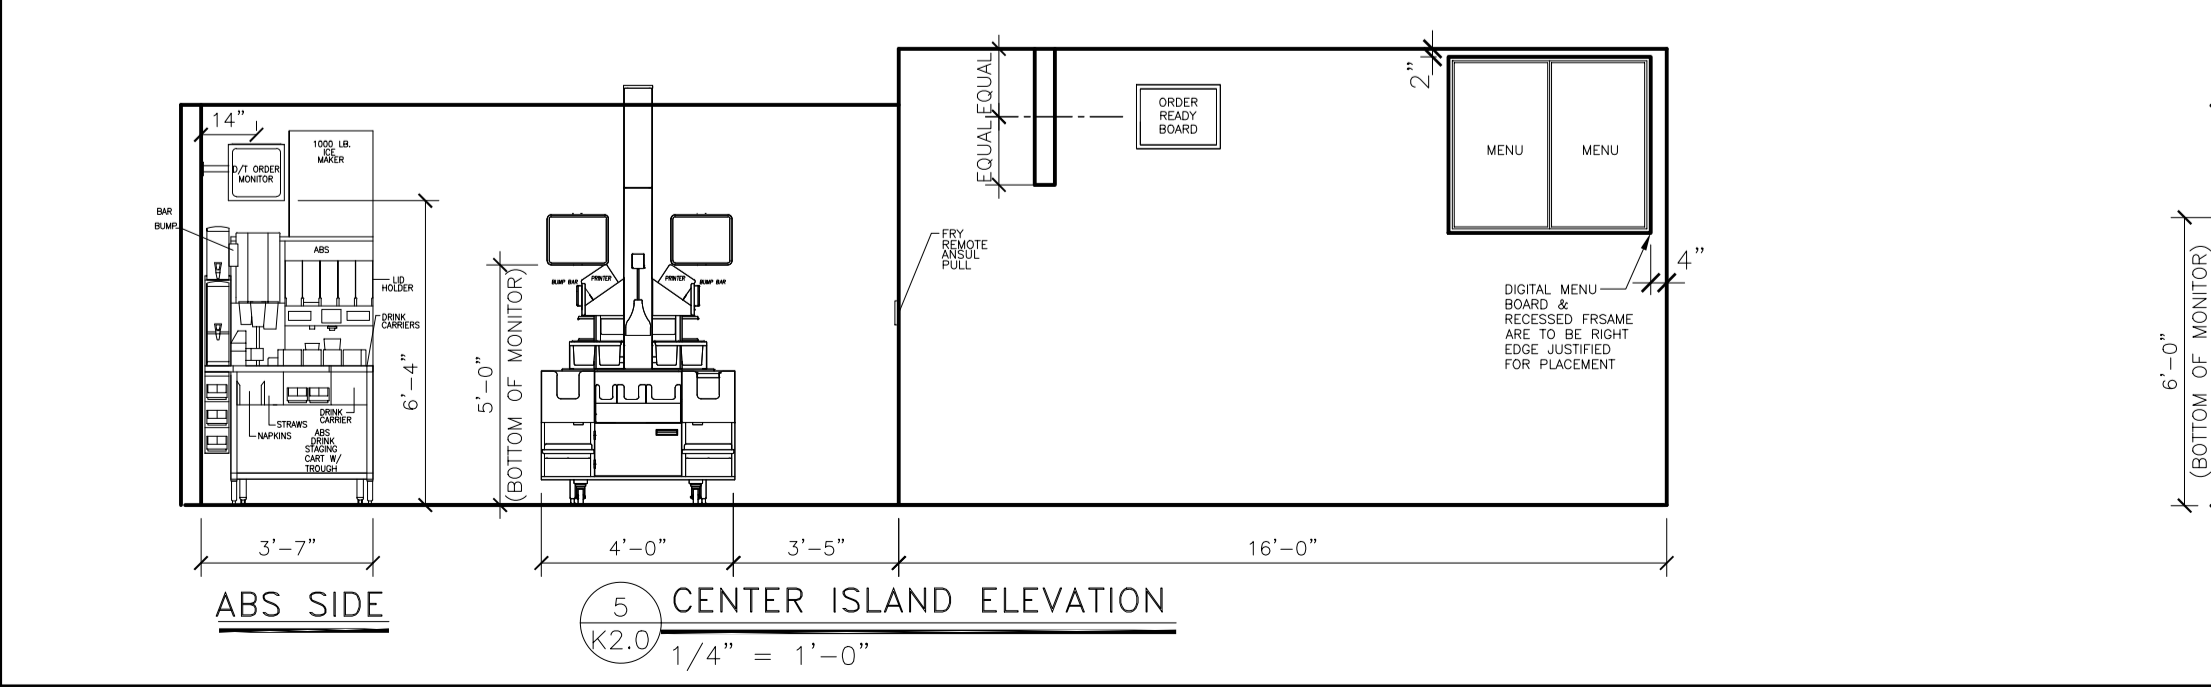 14"
1000 LB.
ICE
MAKER
D/T ORDER
MONITOR
BAR
BUMP
ABS
LID
HOLDER
DRINK
CARRIERS
DRINK
CARRIER
STRAWS
NAPKINS
ABS
DRINK
STAGING
CART W/
TROUGH
6'-4"
5'-0"
(BOTTOM OF MONITOR)
BUMP BAR
PRINTER
PRINTER
BUMP BAR
FRY
REMOTE
ANSUL
PULL
EQUAL
EQUAL
ORDER
READY
BOARD
2"
MENU
MENU
4"
DIGITAL MENU
BOARD &
RECESSED FRSAME
ARE TO BE RIGHT
EDGE JUSTIFIED
FOR PLACEMENT
6'-0"
(BOTTOM OF MONITOR)
3'-7"
4'-0"
3'-5"
16'-0"
ABS SIDE
5
K2.0
CENTER ISLAND ELEVATION
1/4" = 1'-0"